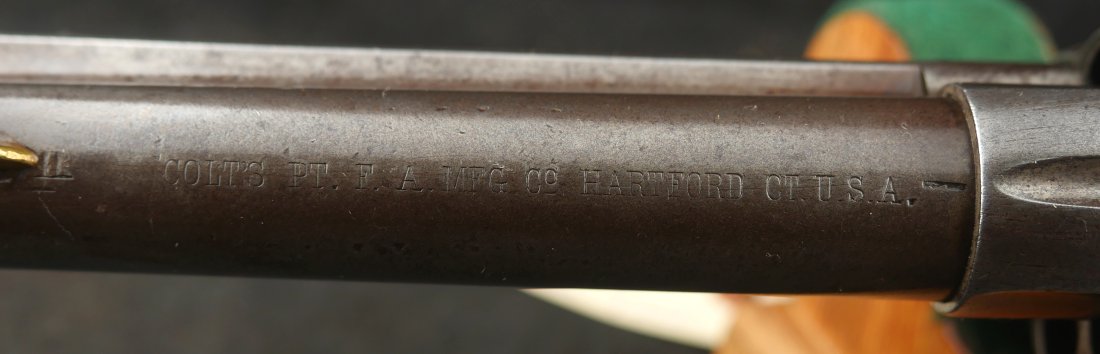 COLT'S PT. F. A. MFG Co. HARTFORD CT. U.S.A.